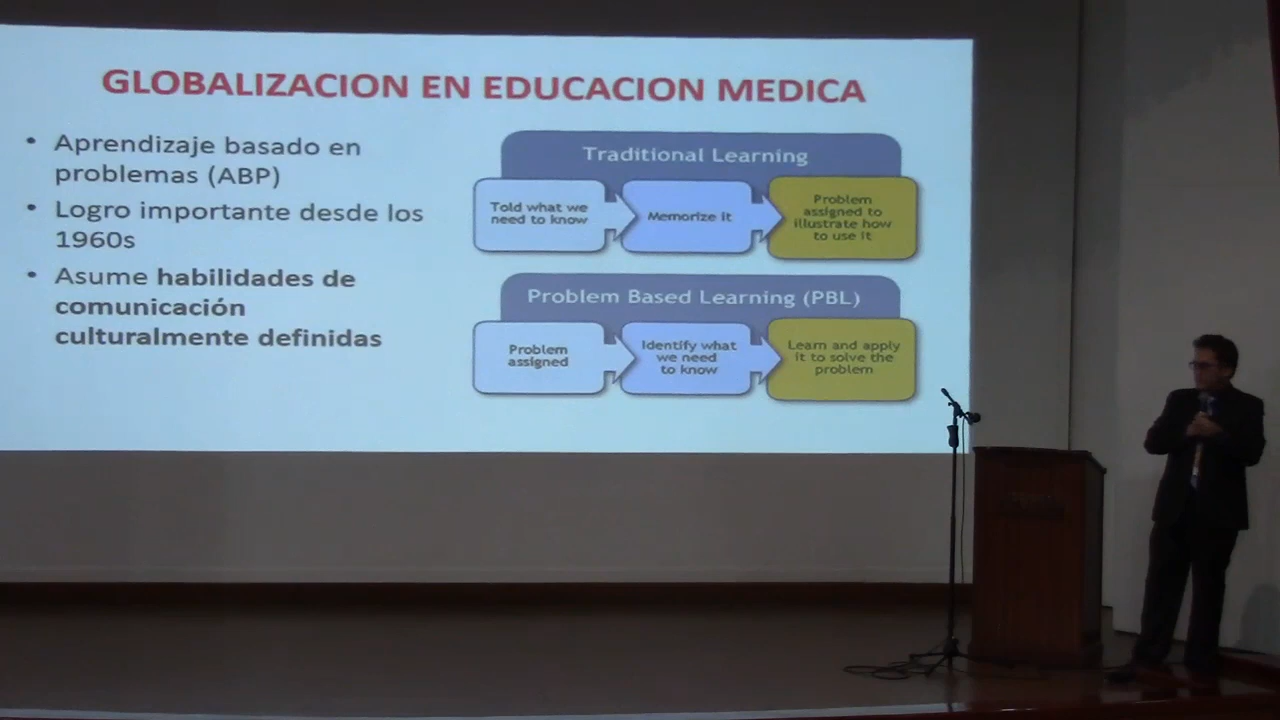 GLOBALIZACION EN EDUCACION MEDICA
• Aprendizaje basado en
problemas (ABP)
• Logro importante desde los
1960s
• Asume habilidades de
comunicación
culturalmente definidas
Traditional Learning
Told what we
need to know
Memorize it
Problem
assigned to
illustrate how
to use it
Problem Based Learning (PBL)
Problem
assigned
Identify what
we need
to know
Learn and apply
it to solve the
problem